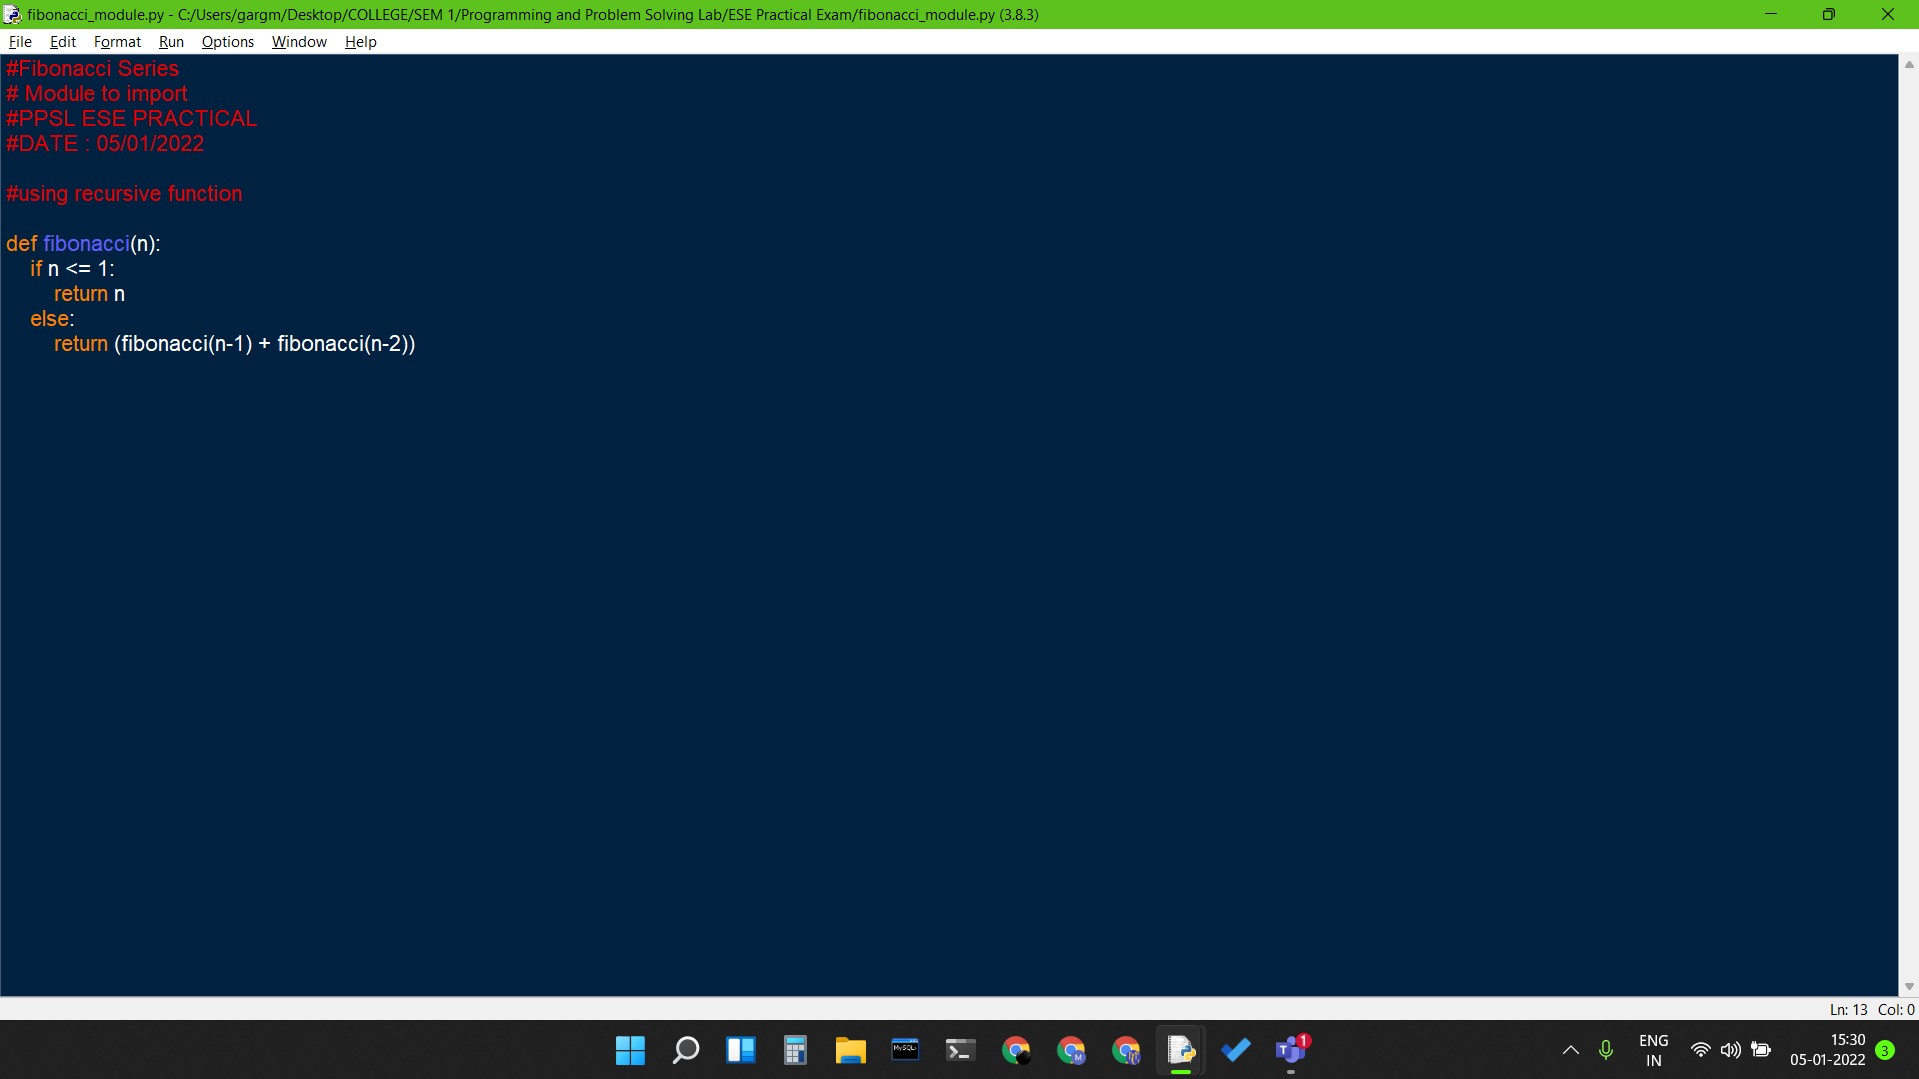 fibonacci_module.py - C:/Users/gargm/Desktop/COLLEGE/SEM 1/Programming and Problem Solving Lab/ESE Practical Exam/fibonacci_module.py (3.8.3)
File Edit Format Run Options Window Help
#Fibonacci Series
# Module to import
#PPSL ESE PRACTICAL
#DATE : 05/01/2022
#using recursive function
def fibonacci(n):
if n <= 1:
return n
else:
return (fibonacci(n-1) + fibonacci(n-2))
Ln: 13 Col: 0
MySQL
M
T 1
ENG
IN
15:30
05-01-2022
3